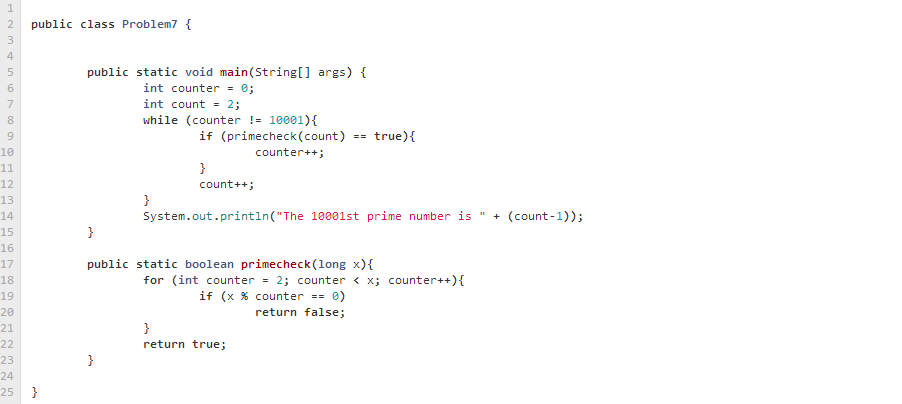 1
2 public class Problem7 {
3
4
5         public static void main(String[] args) {
6                 int counter = 0;
7                 int count = 2;
8                 while (counter != 10001){
9                         if (primecheck(count) == true){
10                                 counter++;
11                         }
12                         count++;
13                 }
14                 System.out.println("The 10001st prime number is " + (count-1));
15         }
16
17         public static boolean primecheck(long x){
18                 for (int counter = 2; counter < x; counter++){
19                         if (x % counter == 0)
20                                 return false;
21                 }
22                 return true;
23         }
24
25 }